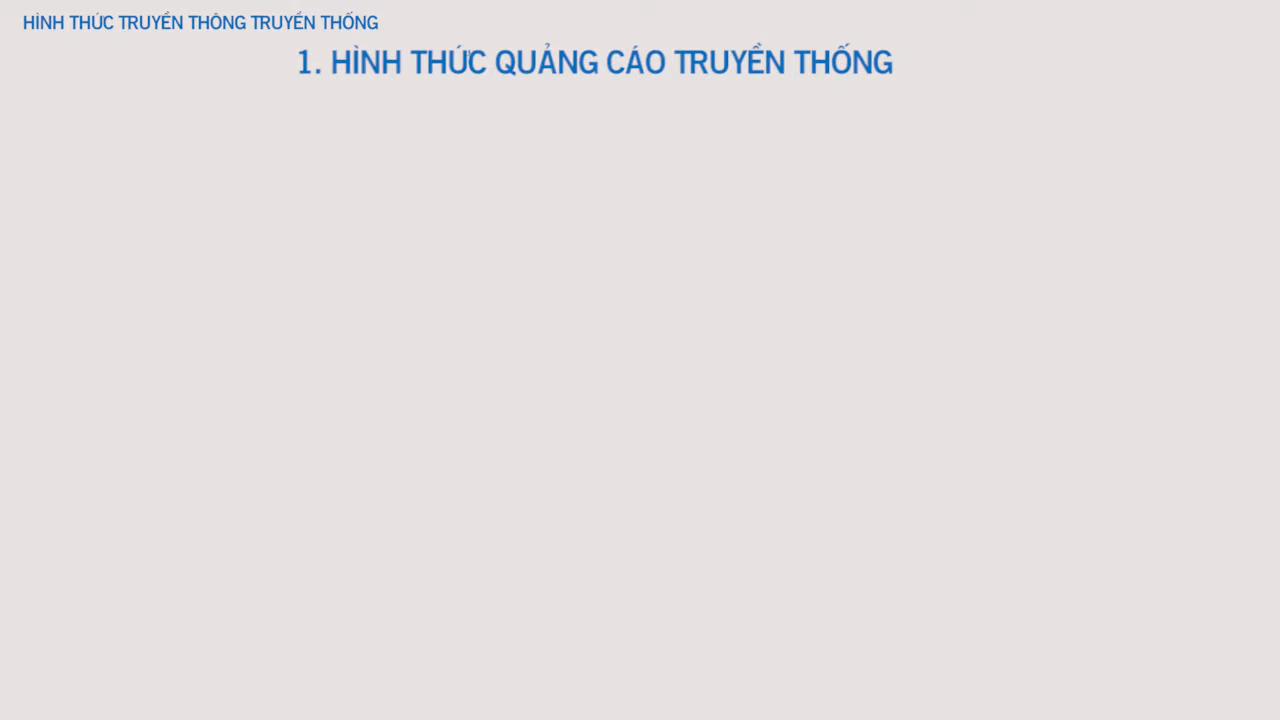 HÌNH THỨC TRUYỀN THÔNG TRUYỀN THỐNG
1. HÌNH THỨC QUẢNG CÁO TRUYỀN THỐNG